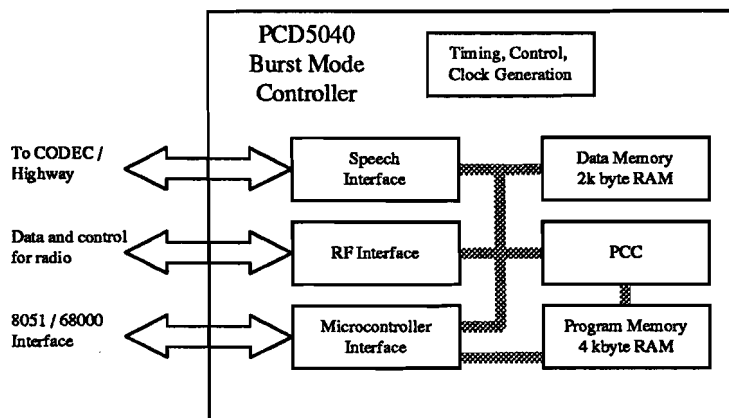 PCD5040
Burst Mode
Controller
Timing, Control,
Clock Generation
To CODEC /
Highway
Speech
Interface
Data Memory
2k byte RAM
Data and control
for radio
RF Interface
PCC
8051 / 68000
Interface
Microcontroller
Interface
Program Memory
4 kbyte RAM